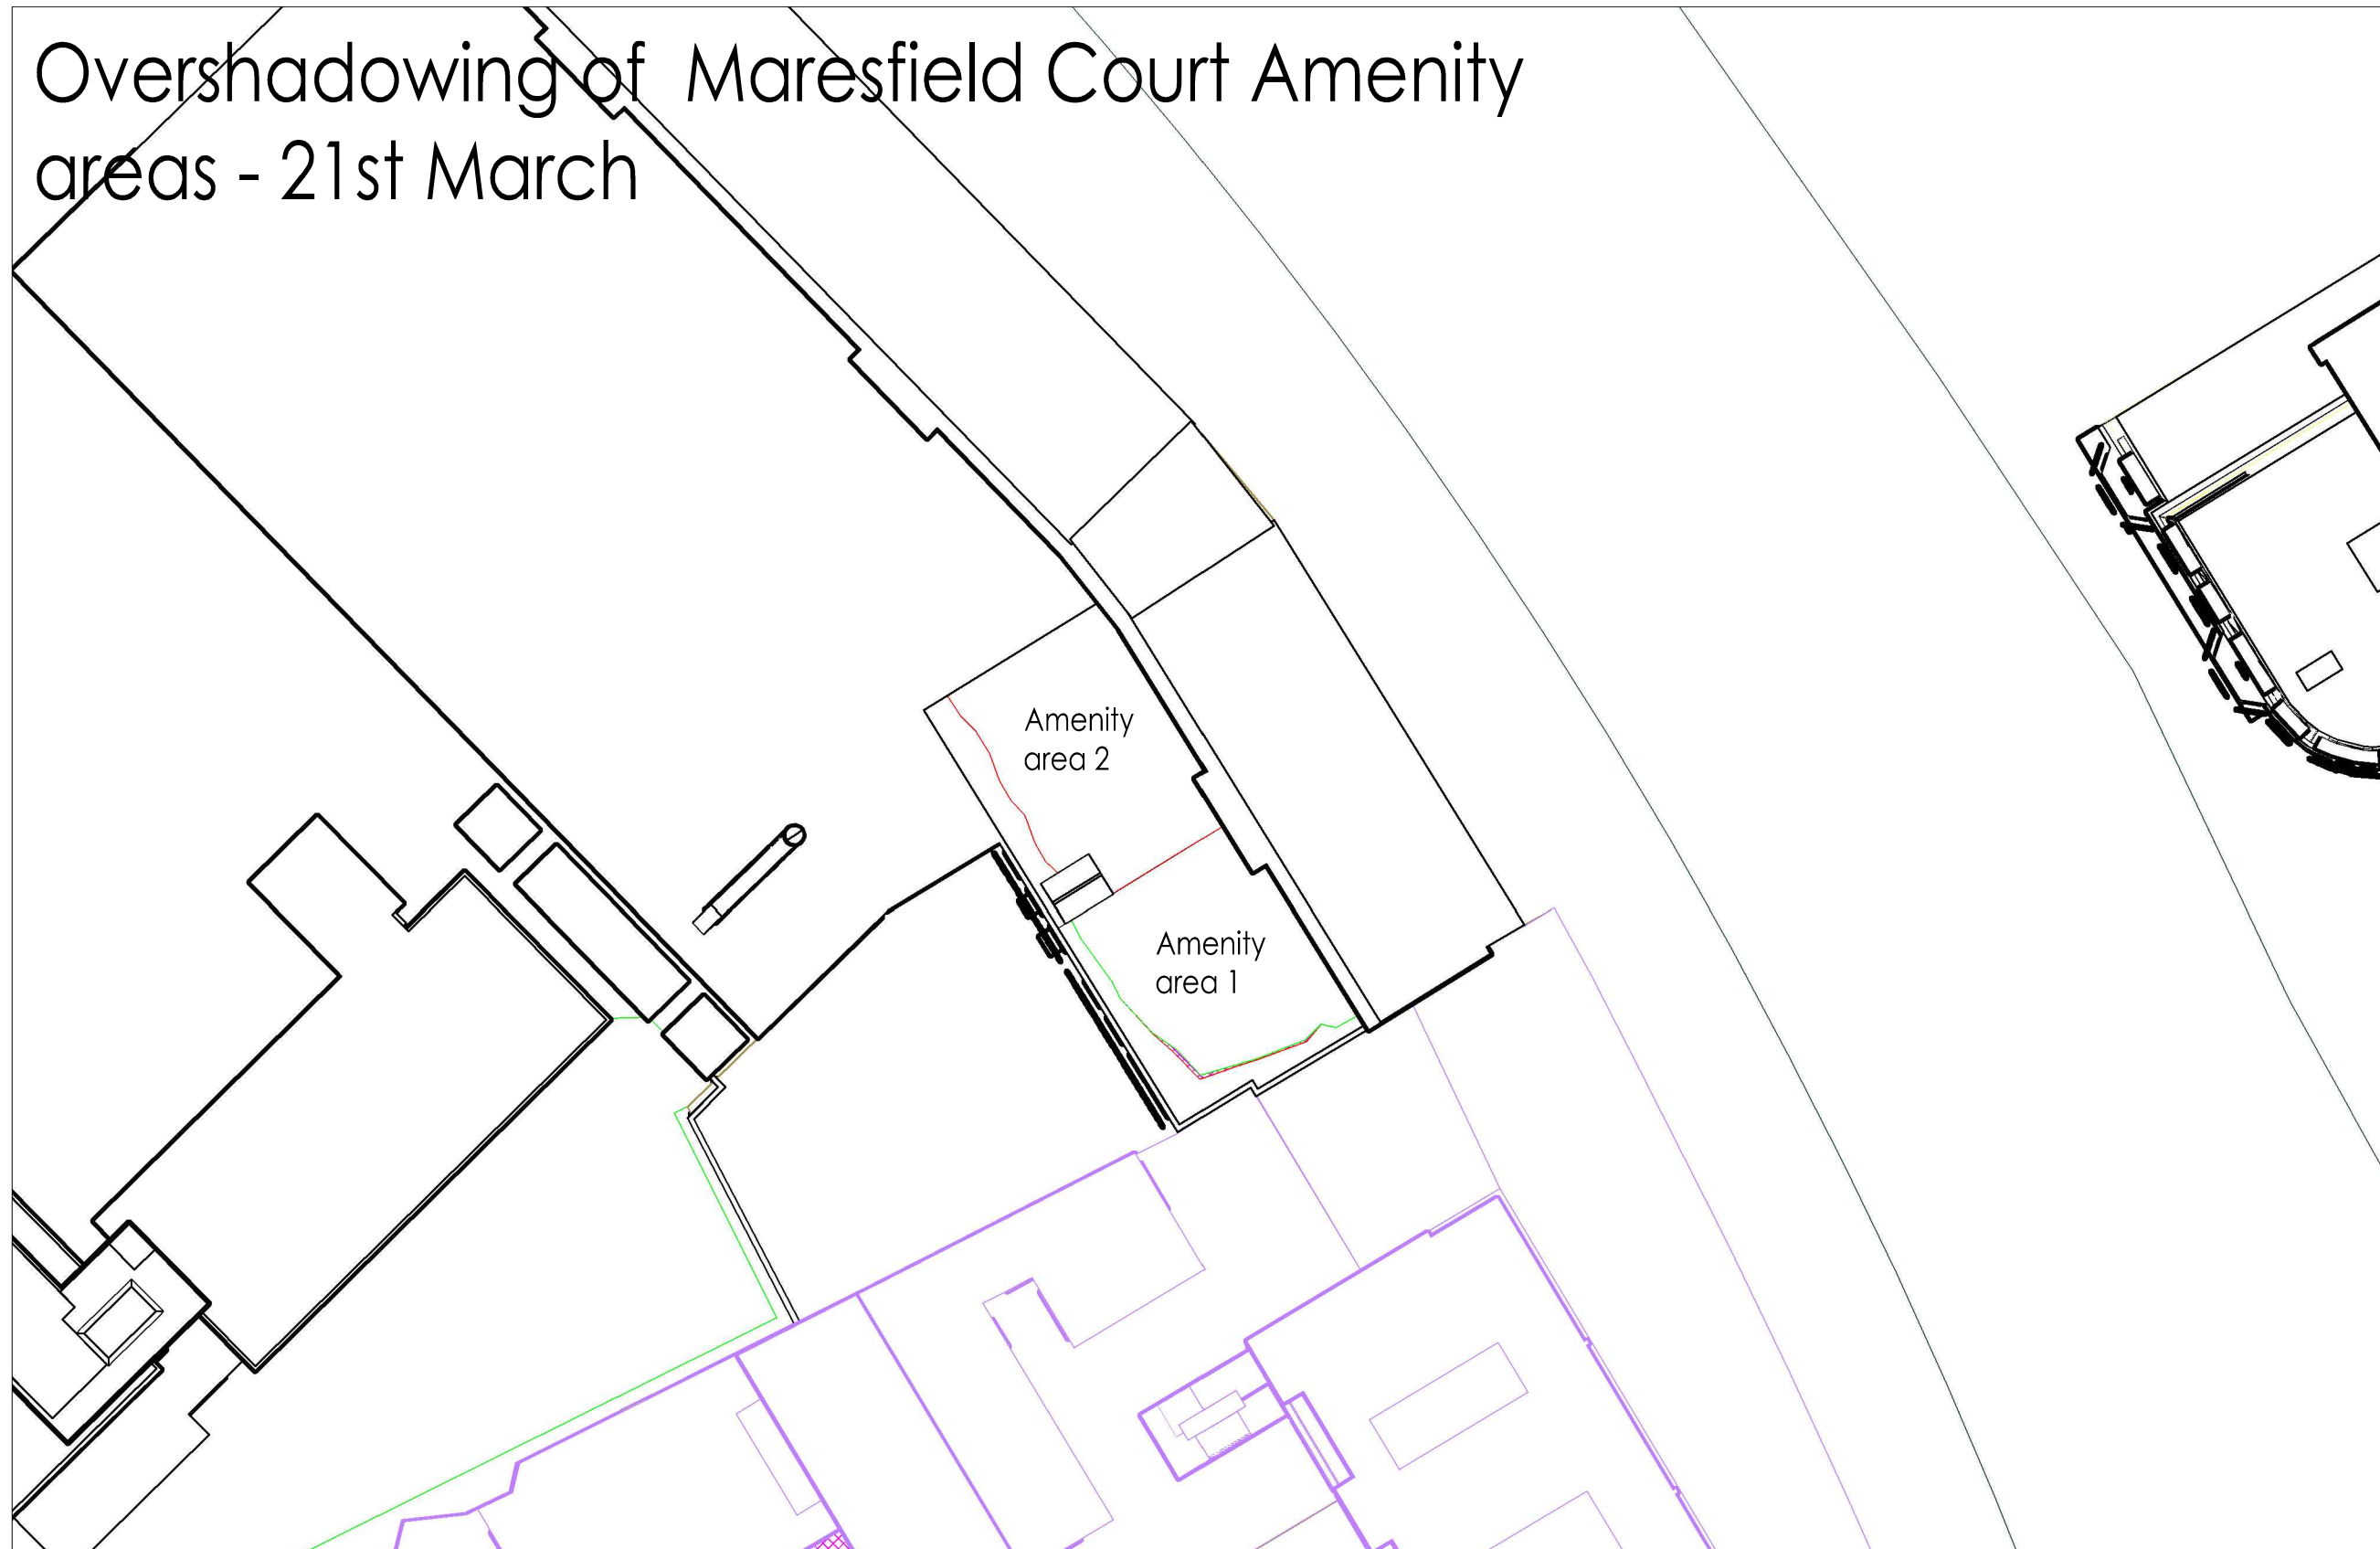 Overshadowing of Maresfield Court Amenity
areas - 21st March
Amenity
area 2
Amenity
area 1